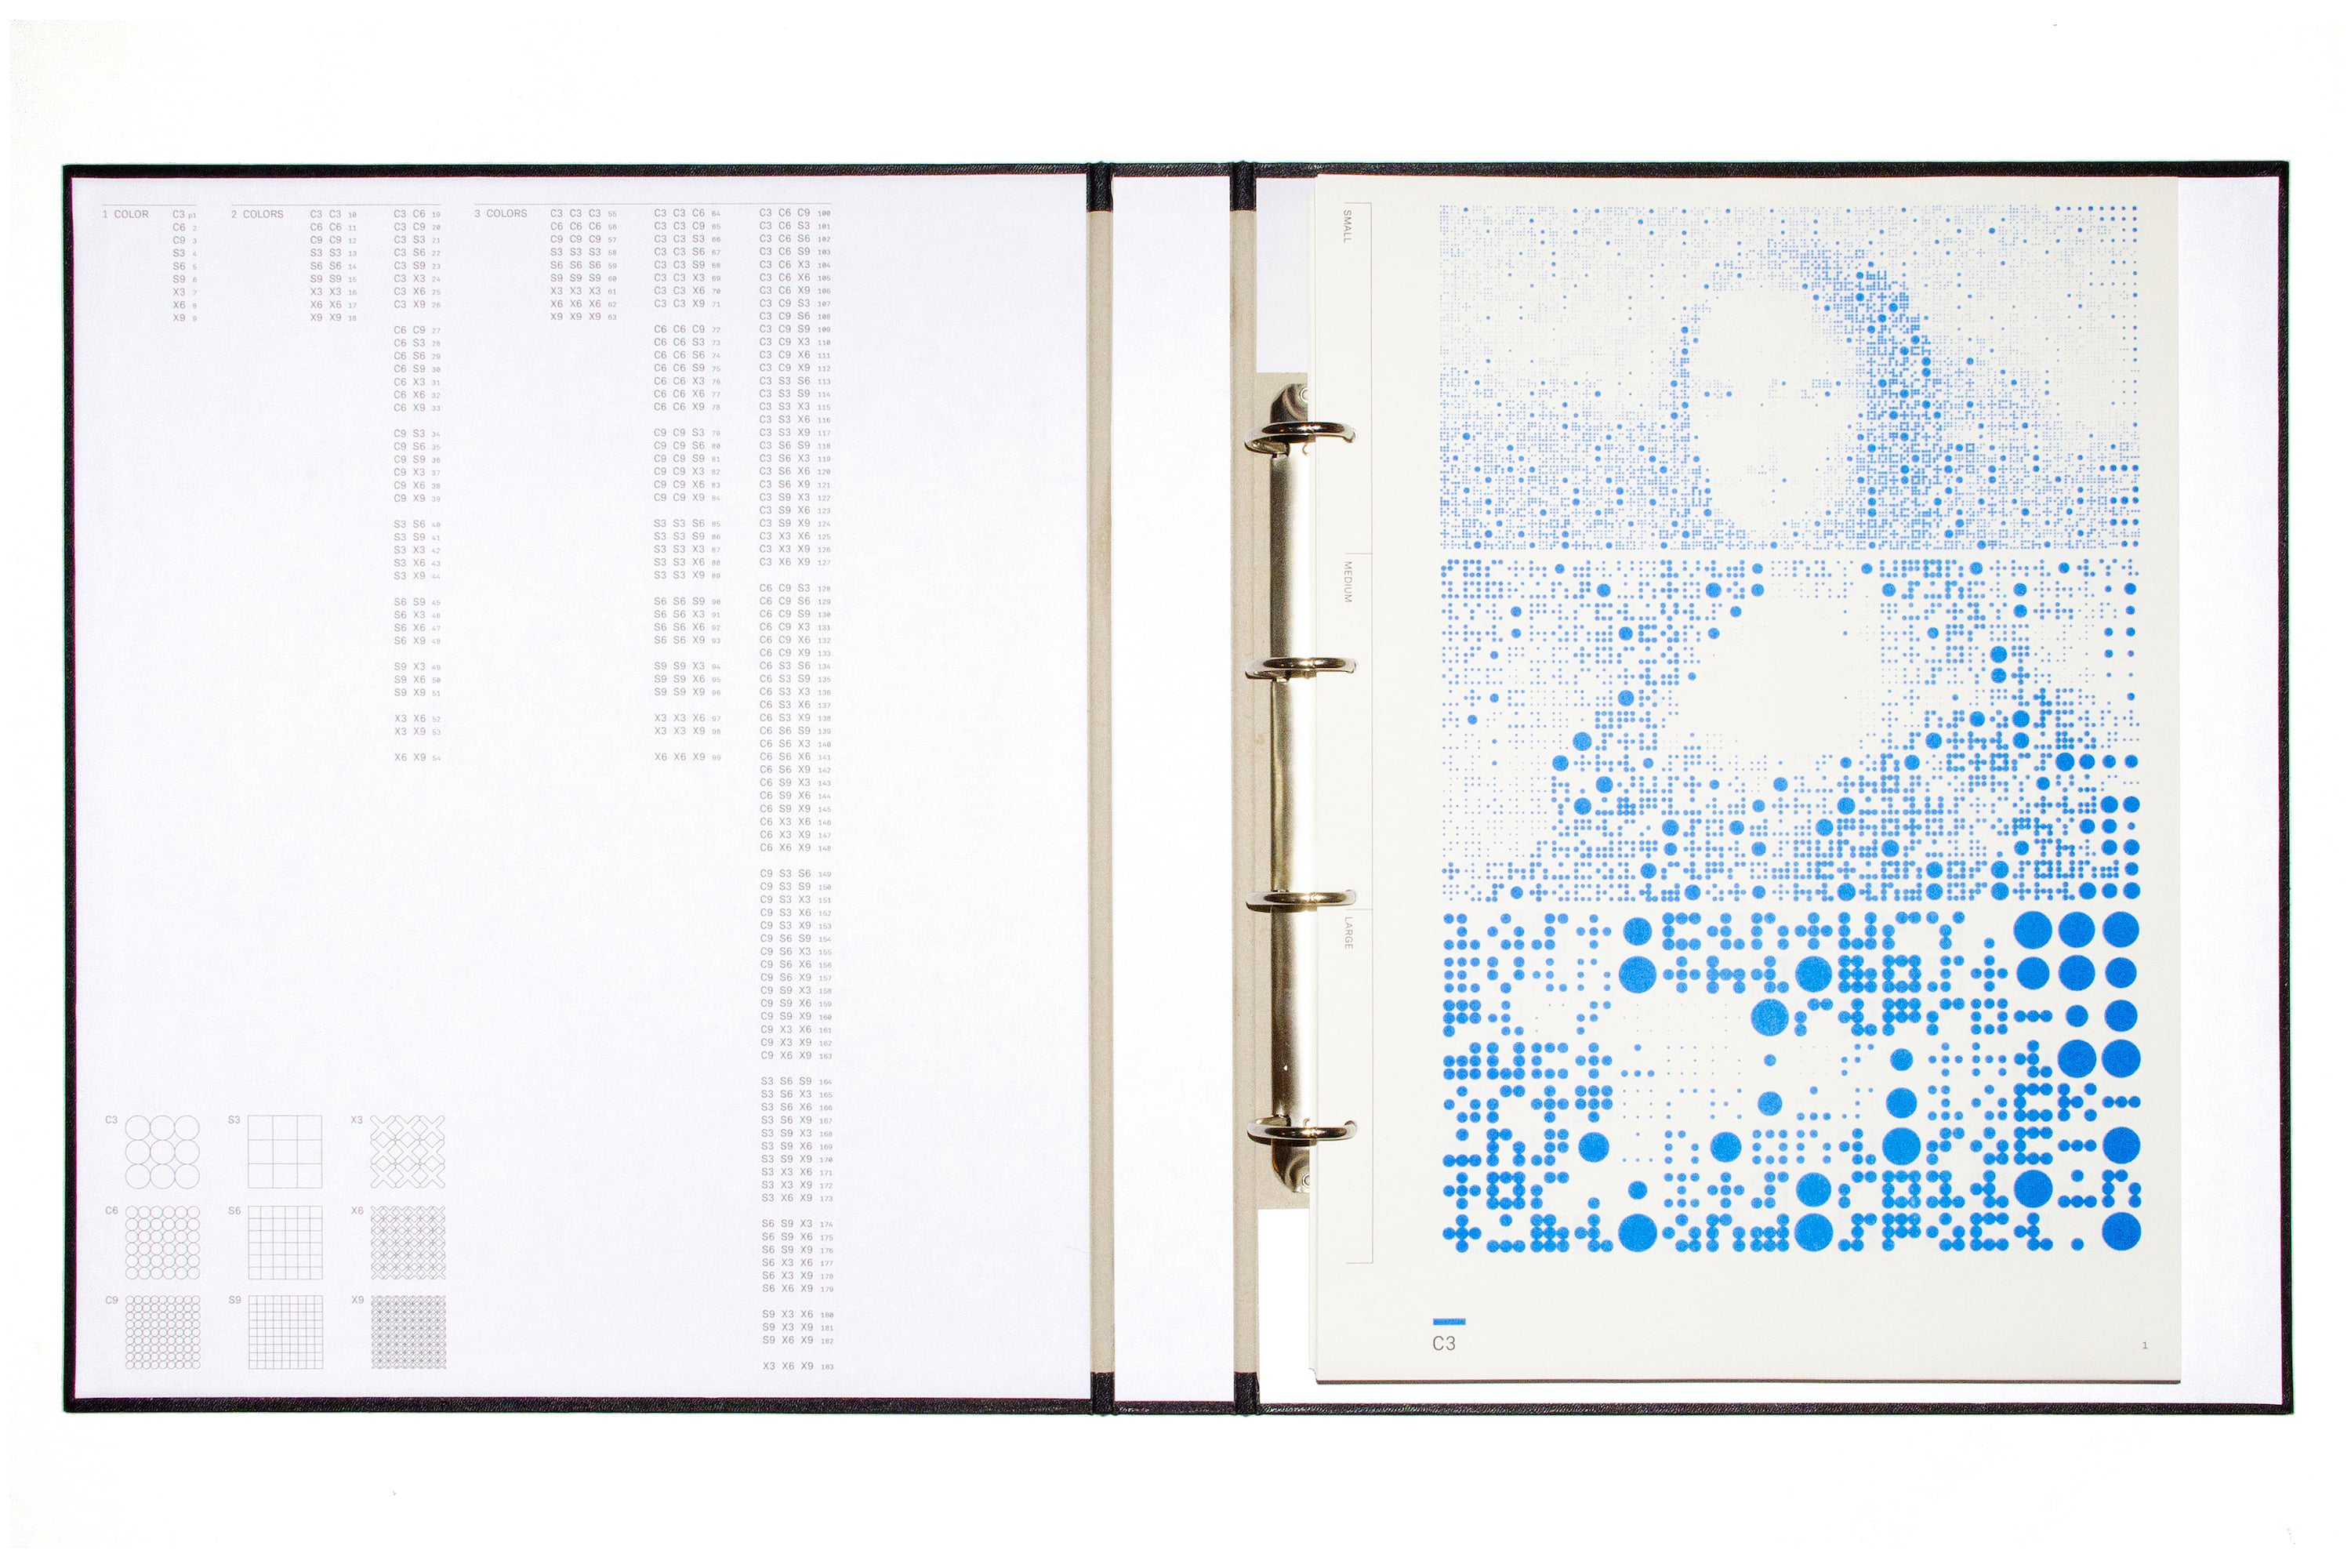 1 COLOR
C3 p1
C6 2
C9 3
S3 4
S6 5
S9 6
X3 7
X6 8
X9 9
2 COLORS
C3 C3 10
C6 C6 11
C9 C9 12
S3 S3 13
S6 S6 14
S9 S9 15
X3 X3 16
X6 X6 17
X9 X9 18
C3 C6 19
C3 C9 20
C3 S3 21
C3 S6 22
C3 S9 23
C3 X3 24
C3 X6 25
C3 X9 26
C6 C9 27
C6 S3 28
C6 S6 29
C6 S9 30
C6 X3 31
C6 X6 32
C6 X9 33
C9 S3 34
C9 S6 35
C9 S9 36
C9 X3 37
C9 X6 38
C9 X9 39
S3 S6 40
S3 S9 41
S3 X3 42
S3 X6 43
S3 X9 44
S6 S9 45
S6 X3 46
S6 X6 47
S6 X9 48
S9 X3 49
S9 X6 50
S9 X9 51
X3 X6 52
X3 X9 53
X6 X9 54
3 COLORS
C3 C3 C3 55
C6 C6 C6 56
C9 C9 C9 57
S3 S3 S3 58
S6 S6 S6 59
S9 S9 S9 60
X3 X3 X3 61
X6 X6 X6 62
X9 X9 X9 63
C3 C3 C6 64
C3 C3 C9 65
C3 C3 S3 66
C3 C3 S6 67
C3 C3 S9 68
C3 C3 X3 69
C3 C3 X6 70
C3 C3 X9 71
C6 C6 C9 72
C6 C6 S3 73
C6 C6 S6 74
C6 C6 S9 75
C6 C6 X3 76
C6 C6 X6 77
C6 C6 X9 78
C9 C9 S3 79
C9 C9 S6 80
C9 C9 S9 81
C9 C9 X3 82
C9 C9 X6 83
C9 C9 X9 84
S3 S3 S6 85
S3 S3 S9 86
S3 S3 X3 87
S3 S3 X6 88
S3 S3 X9 89
S6 S6 S9 90
S6 S6 X3 91
S6 S6 X6 92
S6 S6 X9 93
S9 S9 X3 94
S9 S9 X6 95
S9 S9 X9 96
X3 X3 X6 97
X3 X3 X9 98
X6 X6 X9 99
C3 C6 C9 100
C3 C6 S3 101
C3 C6 S6 102
C3 C6 S9 103
C3 C6 X3 104
C3 C6 X6 105
C3 C6 X9 106
C3 C9 S3 107
C3 C9 S6 108
C3 C9 S9 109
C3 C9 X3 110
C3 C9 X6 111
C3 C9 X9 112
C3 S3 S6 113
C3 S3 S9 114
C3 S3 X3 115
C3 S3 X6 116
C3 S3 X9 117
C3 S6 S9 118
C3 S6 X3 119
C3 S6 X6 120
C3 S6 X9 121
C3 S9 X3 122
C3 S9 X6 123
C3 S9 X9 124
C3 X3 X6 125
C3 X3 X9 126
C3 X6 X9 127
C6 C9 S3 128
C6 C9 S6 129
C6 C9 S9 130
C6 C9 X3 131
C6 C9 X6 132
C6 C9 X9 133
C6 S3 S6 134
C6 S3 S9 135
C6 S3 X3 136
C6 S3 X6 137
C6 S3 X9 138
C6 S6 S9 139
C6 S6 X3 140
C6 S6 X6 141
C6 S6 X9 142
C6 S9 X3 143
C6 S9 X6 144
C6 S9 X9 145
C6 X3 X6 146
C6 X3 X9 147
C6 X6 X9 148
C9 S3 S6 149
C9 S3 S9 150
C9 S3 X3 151
C9 S3 X6 152
C9 S3 X9 153
C9 S6 S9 154
C9 S6 X3 155
C9 S6 X6 156
C9 S6 X9 157
C9 S9 X3 158
C9 S9 X6 159
C9 S9 X9 160
C9 X3 X6 161
C9 X3 X9 162
C9 X6 X9 163
S3 S6 S9 164
S3 S6 X3 165
S3 S6 X6 166
S3 S6 X9 167
S3 S9 X3 168
S3 S9 X6 169
S3 S9 X9 170
S3 X3 X6 171
S3 X3 X9 172
S3 X6 X9 173
S6 S9 X3 174
S6 S9 X6 175
S6 S9 X9 176
S6 X3 X6 177
S6 X3 X9 178
S6 X6 X9 179
S9 X3 X6 180
S9 X3 X9 181
S9 X6 X9 182
X3 X6 X9 183
C3
S3
X3
C6
S6
X6
C9
S9
X9
SMALL
MEDIUM
LARGE
C3
1